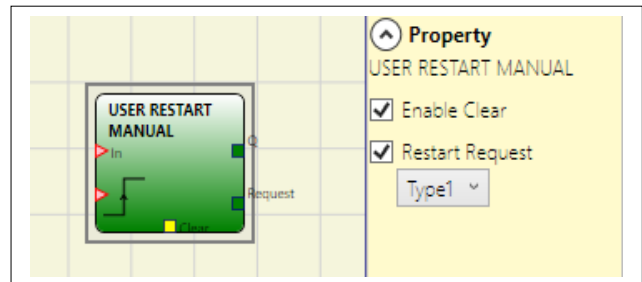 USER RESTART
MANUAL
In
Q
Request
Clear
Property
USER RESTART MANUAL
Enable Clear
Restart Request
Type1